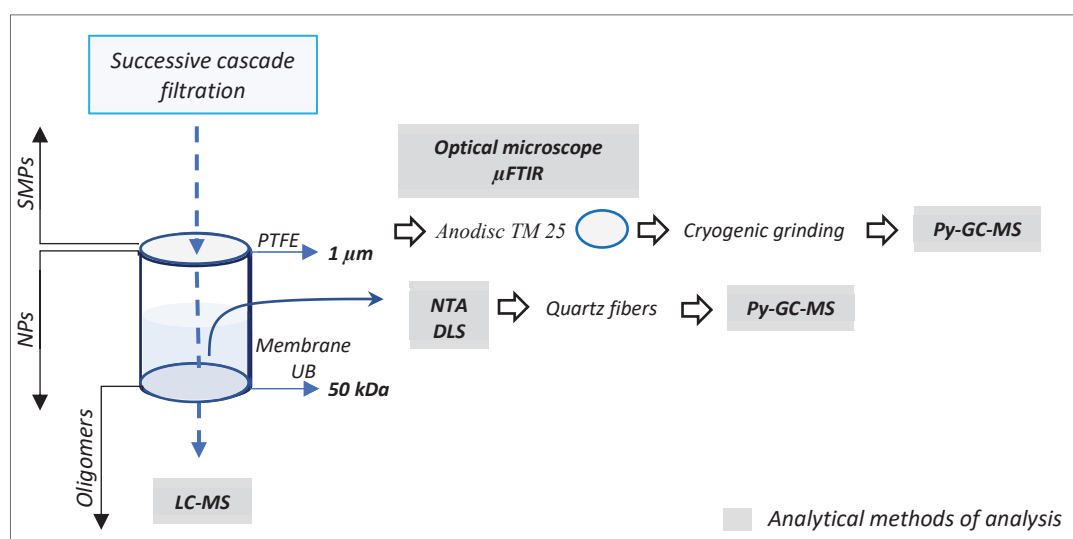 Successive cascade
filtration
SMPs
NPs
Oligomers
PTFE
1 µm
Membrane
UB
50 kDa
LC-MS
Optical microscope
µFTIR
Anodisc TM 25
Cryogenic grinding
Py-GC-MS
NTA
DLS
Quartz fibers
Py-GC-MS
Analytical methods of analysis